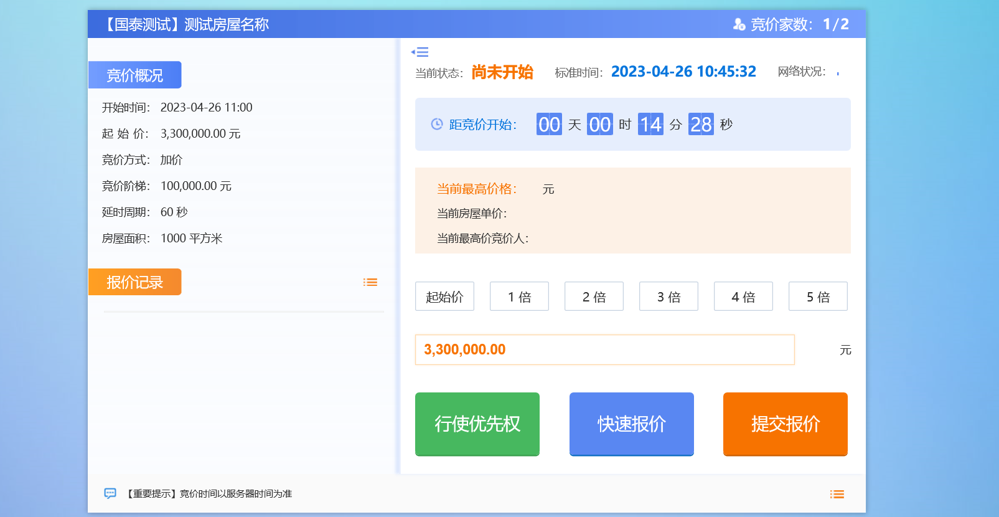 【国泰测试】测试房屋名称
竞价家数：1/2
竞价概况
开始时间： 2023-04-26 11:00
起 始 价： 3,300,000.00 元
竞价方式： 加价
竞价阶梯： 100,000.00 元
延时周期： 60 秒
房屋面积： 1000 平方米
报价记录
当前状态： 尚未开始 标准时间： 2023-04-26 10:45:32 网络状况：
距竞价开始： 00 天 00 时 14 分 28 秒
当前最高价格： 元
当前房屋单价：
当前最高价竞价人：
起始价 1 倍 2 倍 3 倍 4 倍 5 倍
3,300,000.00 元
行使优先权 快速报价 提交报价
【重要提示】竞价时间以服务器时间为准